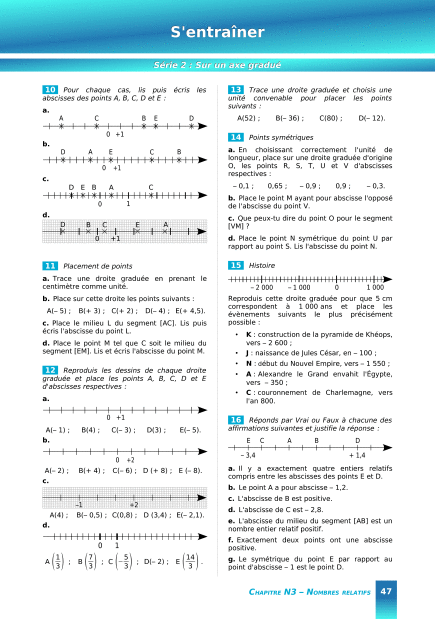 S'entraîner
Série 2 : Sur un axe gradué
10 Pour chaque cas, lis puis écris les
abscisses des points A, B, C, D et E :
a.
A C B E D
0 +1
b.
D A E C B
0 +1
c.
D E B A C
0 1
d.
D B C E A
0 +1
11 Placement de points
a. Trace une droite graduée en prenant le
centimètre comme unité.
b. Place sur cette droite les points suivants :
A(– 5) ; B(+ 3) ; C(+ 2) ; D(– 4) ; E(+ 4,5).
c. Place le milieu L du segment [AC]. Lis puis
écris l'abscisse du point L.
d. Place le point M tel que C soit le milieu du
segment [EM]. Lis et écris l'abscisse du point M.
12 Reproduis les dessins de chaque droite
graduée et place les points A, B, C, D et E
d'abscisses respectives :
a.
0 +1
A(– 1) ; B(4) ; C(– 3) ; D(3) ; E(– 5).
b.
0 +2
A(– 2) ; B(+ 4) ; C(– 6) ; D (+ 8) ; E (– 8).
c.
–1 +2
A(4) ; B(– 0,5) ; C(0,8) ; D (3,4) ; E(– 2,1).
d.
0 1
A (1/3) ; B (7/3) ; C (– 5/3) ; D(– 2) ; E (14/3) .
13 Trace une droite graduée et choisis une
unité convenable pour placer les points
suivants :
A(52) ; B(– 36) ; C(80) ; D(– 12).
14 Points symétriques
a. En choisissant correctement l'unité de
longueur, place sur une droite graduée d'origine
O, les points R, S, T, U et V d'abscisses
respectives :
– 0,1 ; 0,65 ; – 0,9 ; 0,9 ; – 0,3.
b. Place le point M ayant pour abscisse l'opposé
de l'abscisse du point V.
c. Que peux-tu dire du point O pour le segment
[VM] ?
d. Place le point N symétrique du point U par
rapport au point S. Lis l'abscisse du point N.
15 Histoire
– 2 000 – 1 000 0 1 000
Reproduis cette droite graduée pour que 5 cm
correspondent à 1 000 ans et place les
évènements suivants le plus précisément
possible :
• K : construction de la pyramide de Khéops,
vers – 2 600 ;
• J : naissance de Jules César, en – 100 ;
• N : début du Nouvel Empire, vers – 1 550 ;
• A : Alexandre le Grand envahit l'Égypte,
vers – 350 ;
• C : couronnement de Charlemagne, vers
l'an 800.
16 Réponds par Vrai ou Faux à chacune des
affirmations suivantes et justifie la réponse :
E C A B D
– 3,4 + 1,4
a. Il y a exactement quatre entiers relatifs
compris entre les abscisses des points E et D.
b. Le point A a pour abscisse – 1,2.
c. L'abscisse de B est positive.
d. L'abscisse de C est – 2,8.
e. L'abscisse du milieu du segment [AB] est un
nombre entier relatif positif.
f. Exactement deux points ont une abscisse
positive.
g. Le symétrique du point E par rapport au
point d'abscisse – 1 est le point D.
CHAPITRE N3 – NOMBRES RELATIFS 47